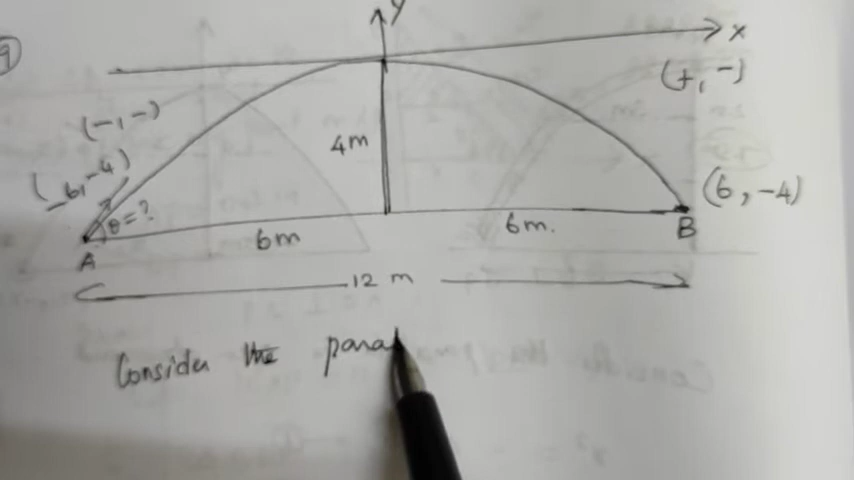 9
y
x
(+, -)
(-, -)
4m
(-6, -4)
(6, -4)
θ=?
6m
6m.
B
A
12 m
Consider the para